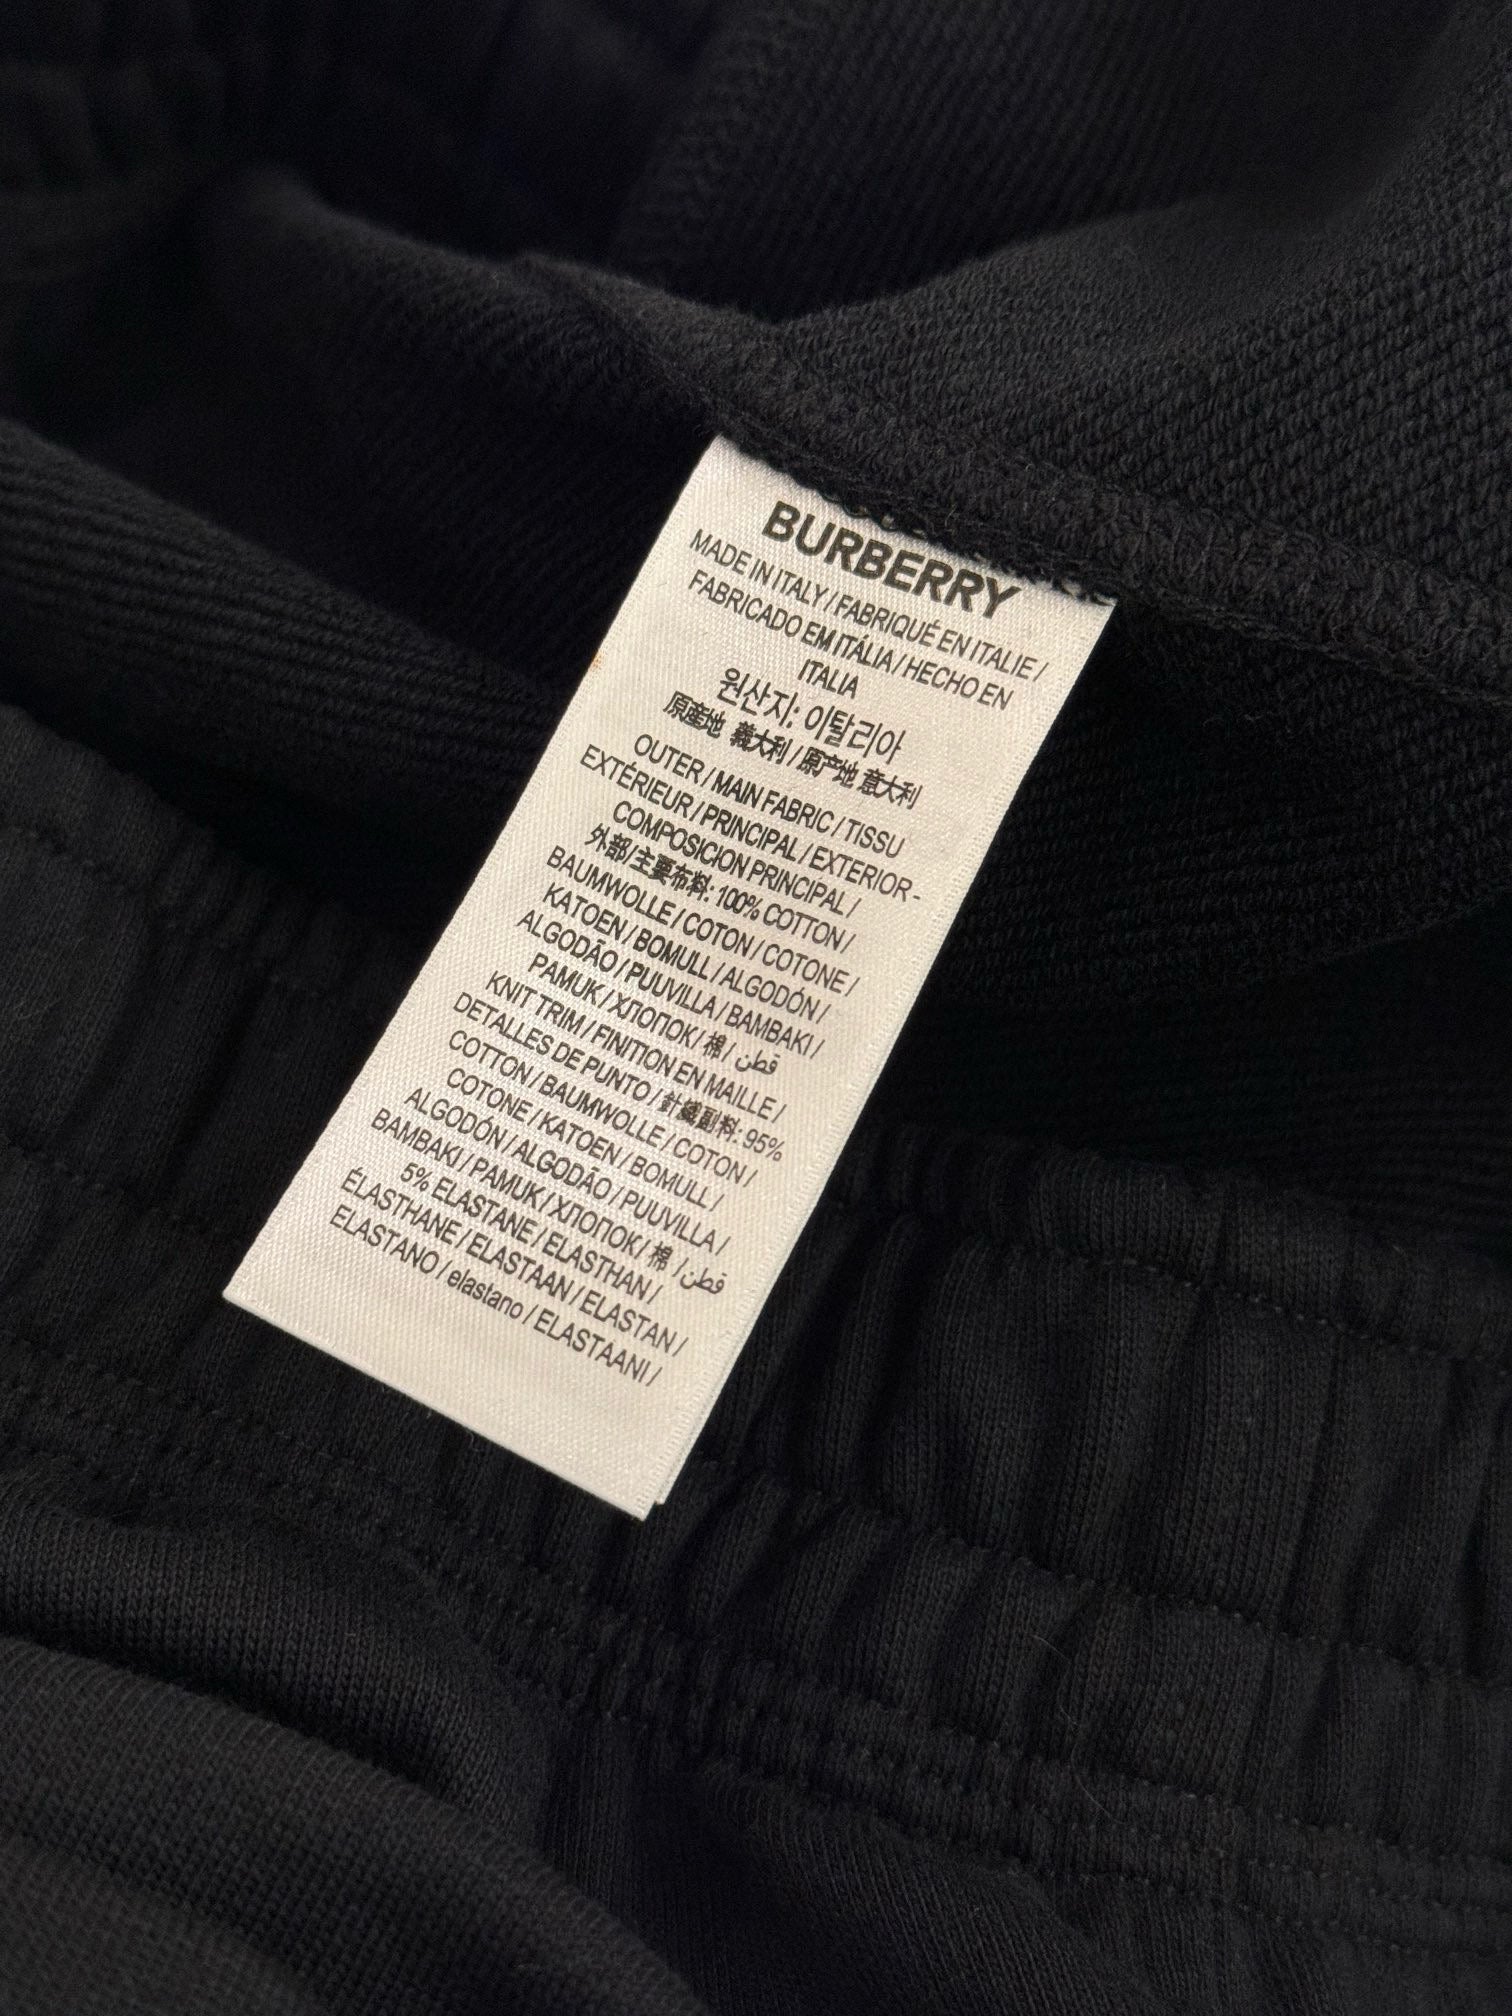 BURBERRY
MADE IN ITALY / FABRIQUÉ EN ITALIE /
FABRICADO EM ITÁLIA / HECHO EN
ITALIA
원산지: 이탈리아
原産地 義大利 / 原产地 意大利
OUTER / MAIN FABRIC / TISSU
EXTÉRIEUR / PRINCIPAL / EXTERIOR -
COMPOSICION PRINCIPAL /
外部/主要布料: 100% COTTON /
BAUMWOLLE / COTON / COTONE /
KATOEN / BOMULL / ALGODÓN /
ALGODÃO / PUUVILLA / BAMBAKI /
PAMUK / ХЛОПОК / 棉 / قطن
KNIT TRIM / FINITION EN MAILLE /
DETALLES DE PUNTO / 針織副料: 95%
COTTON / BAUMWOLLE / COTON /
COTONE / KATOEN / BOMULL /
ALGODÓN / ALGODÃO / PUUVILLA /
BAMBAKI / PAMUK / ХЛОПОК / 棉 / قطن /
5% ELASTANE / ELASTHAN /
ÉLASTHANE / ELASTAAN / ELASTAN /
ELASTANO / elastano / ELASTAANI /